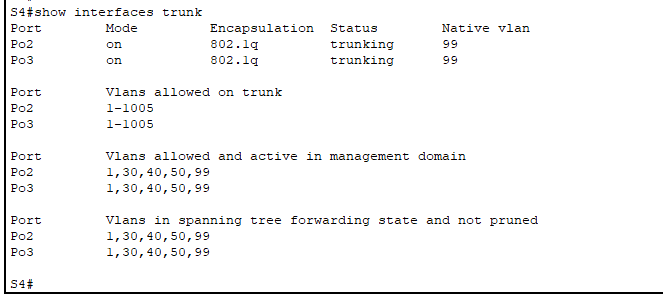 S4#show interfaces trunk
Port Mode Encapsulation Status Native vlan
Po2 on 802.1q trunking 99
Po3 on 802.1q trunking 99
Port Vlans allowed on trunk
Po2 1-1005
Po3 1-1005
Port Vlans allowed and active in management domain
Po2 1,30,40,50,99
Po3 1,30,40,50,99
Port Vlans in spanning tree forwarding state and not pruned
Po2 1,30,40,50,99
Po3 1,30,40,50,99
S4#